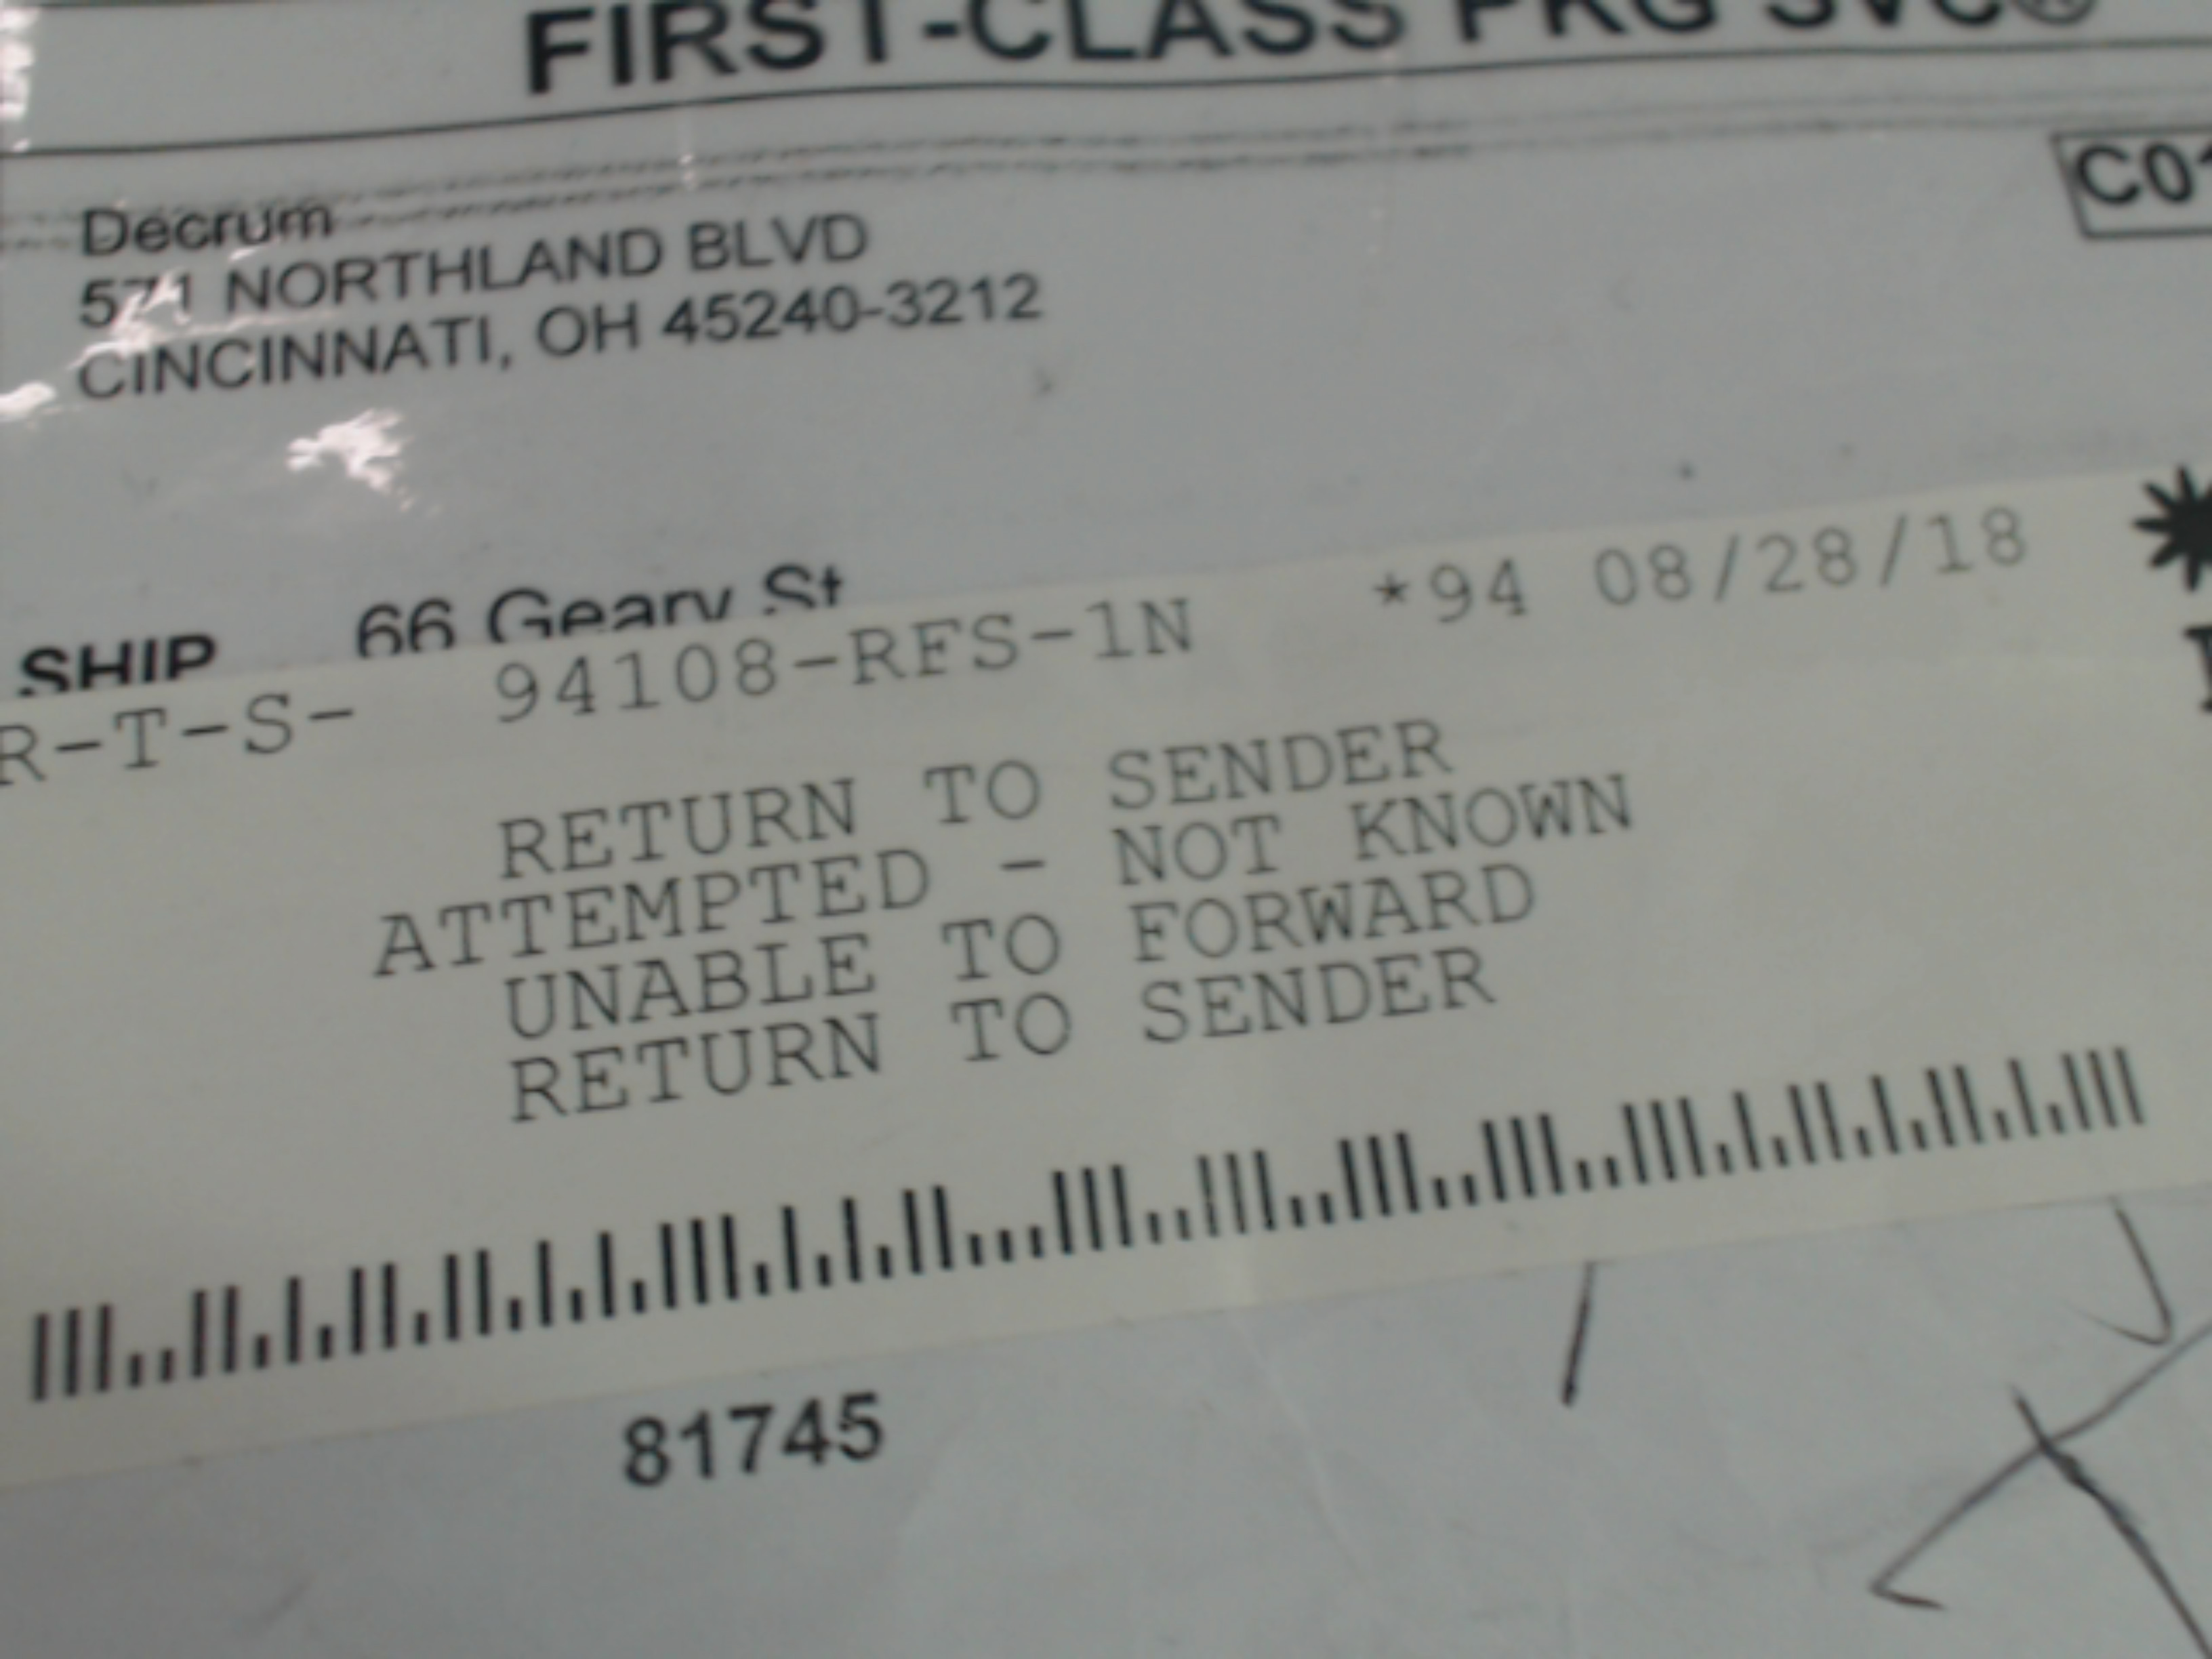 FIRST-CLASS PKG SVC®
C01
Decrum
571 NORTHLAND BLVD
CINCINNATI, OH 45240-3212
SHIP 66 Geary St
R-T-S- 94108-RFS-1N *94 08/28/18
RETURN TO SENDER
ATTEMPTED - NOT KNOWN
UNABLE TO FORWARD
RETURN TO SENDER
81745